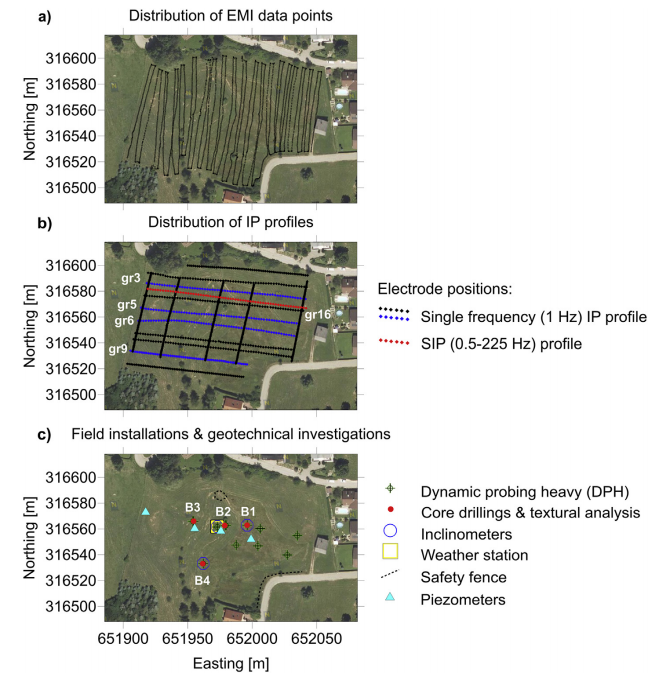 a) Distribution of EMI data points
Northing [m]
316600
316580
316560
316540
316520
316500
b) Distribution of IP profiles
Northing [m]
316600
316580
316560
316540
316520
316500
gr3
gr5
gr6
gr9
gr16
Electrode positions:
Single frequency (1 Hz) IP profile
SIP (0.5-225 Hz) profile
c) Field installations & geotechnical investigations
Northing [m]
316600
316580
316560
316540
316520
316500
B3 B2 B1
B4
651900 651950 652000 652050
Easting [m]
Dynamic probing heavy (DPH)
Core drillings & textural analysis
Inclinometers
Weather station
Safety fence
Piezometers